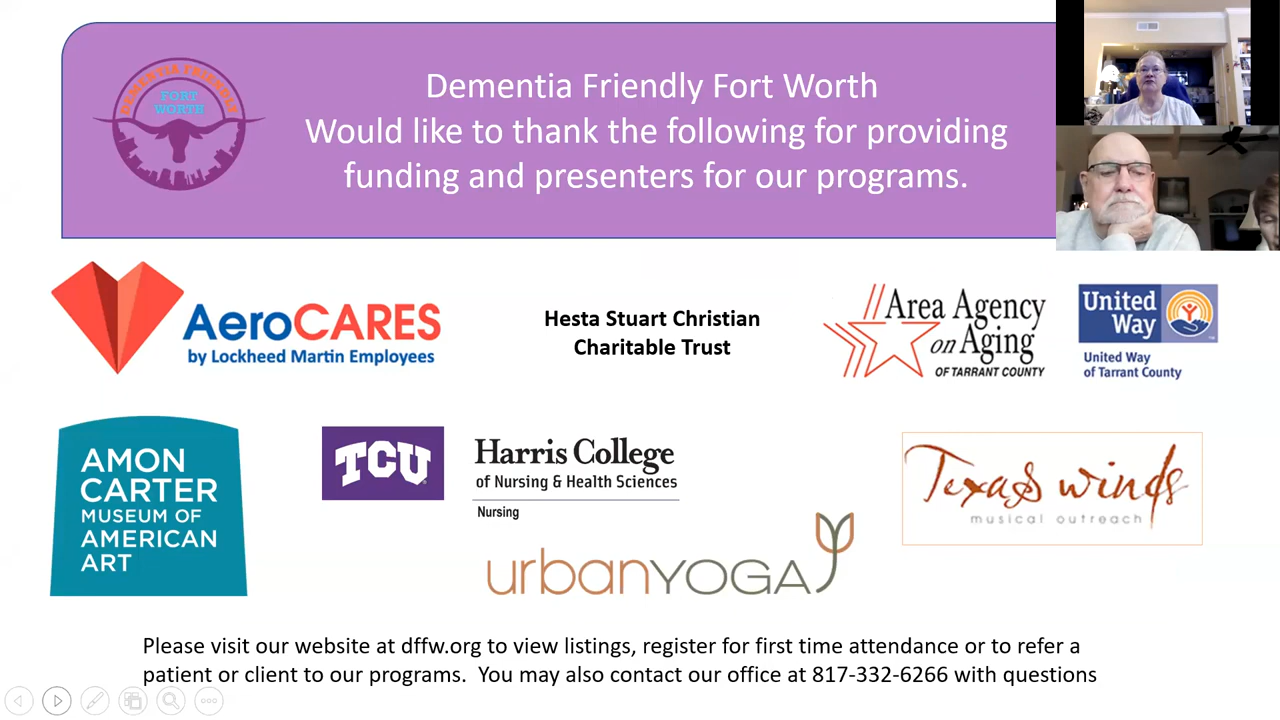 DEMENTIA FRIENDLY
FORT
WORTH
Dementia Friendly Fort Worth
Would like to thank the following for providing
funding and presenters for our programs.
AeroCARES
by Lockheed Martin Employees
Hesta Stuart Christian
Charitable Trust
Area Agency
on Aging
OF TARRANT COUNTY
United
Way
United Way
of Tarrant County
AMON
CARTER
MUSEUM OF
AMERICAN
ART
TCU
Harris College
of Nursing & Health Sciences
Nursing
Texas winds
musical outreach
urbanYOGA
Please visit our website at dffw.org to view listings, register for first time attendance or to refer a
patient or client to our programs.  You may also contact our office at 817-332-6266 with questions